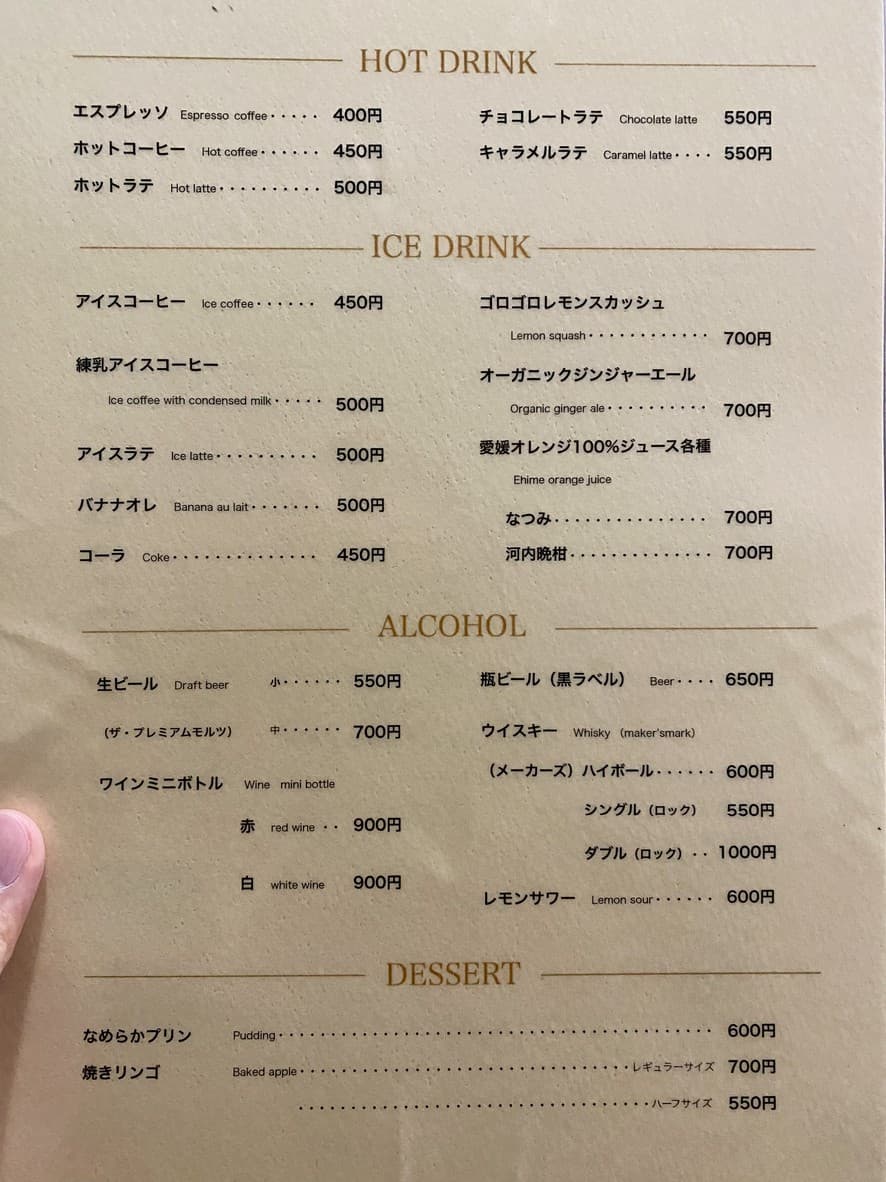 HOT DRINK
エスプレッソ Espresso coffee・・・・・ 400円
ホットコーヒー Hot coffee・・・・・・ 450円
ホットラテ Hot latte・・・・・・・・・・ 500円
チョコレートラテ Chocolate latte 550円
キャラメルラテ Caramel latte・・・・ 550円
ICE DRINK
アイスコーヒー Ice coffee・・・・・・ 450円
練乳アイスコーヒー
Ice coffee with condensed milk・・・・・ 500円
アイスラテ Ice latte・・・・・・・・・・ 500円
バナナオレ Banana au lait・・・・・・・ 500円
コーラ Coke・・・・・・・・・・・・・ 450円
ゴロゴロレモンスカッシュ
Lemon squash・・・・・・・・・・・・ 700円
オーガニックジンジャーエール
Organic ginger ale・・・・・・・・・・ 700円
愛媛オレンジ100%ジュース各種
Ehime orange juice
なつみ・・・・・・・・・・・・・・・ 700円
河内晩柑・・・・・・・・・・・・・・ 700円
ALCOHOL
生ビール Draft beer 小・・・・・・ 550円
（ザ・プレミアムモルツ） 中・・・・・・ 700円
ワインミニボトル Wine mini bottle
赤 red wine ・・ 900円
白 white wine 900円
瓶ビール（黒ラベル） Beer・・・・ 650円
ウイスキー Whisky （maker'smark）
（メーカーズ）ハイボール・・・・・・ 600円
シングル（ロック） 550円
ダブル（ロック）・・ 1000円
レモンサワー Lemon sour・・・・・・ 600円
DESSERT
なめらかプリン Pudding・・・・・・・・・・・・・・・・・・・・・・・・・・・・・・・・・・・・・・・・ 600円
焼きリンゴ Baked apple・・・・・・・・・・・・・・・・・・・・・・・・・・・・・・レギュラーサイズ 700円
・・・・・・・・・・・・・・・・・・・・・・・・・・・・・・・・ハーフサイズ 550円